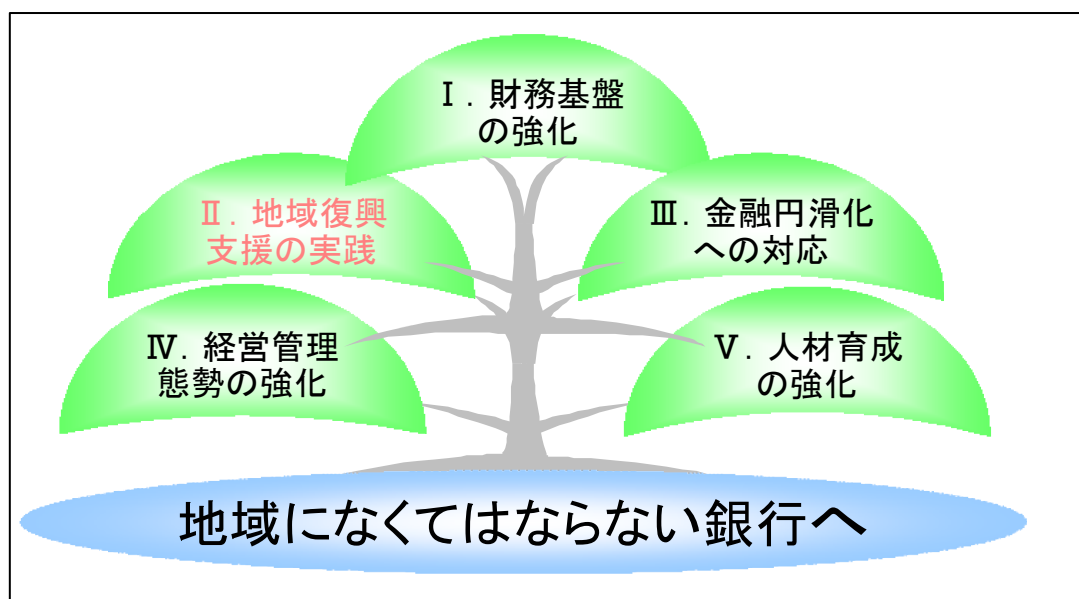 Ⅰ．財務基盤
の強化
Ⅱ．地域復興
支援の実践
Ⅲ．金融円滑化
への対応
Ⅳ．経営管理
態勢の強化
Ⅴ．人材育成
の強化
地域になくてはならない銀行へ